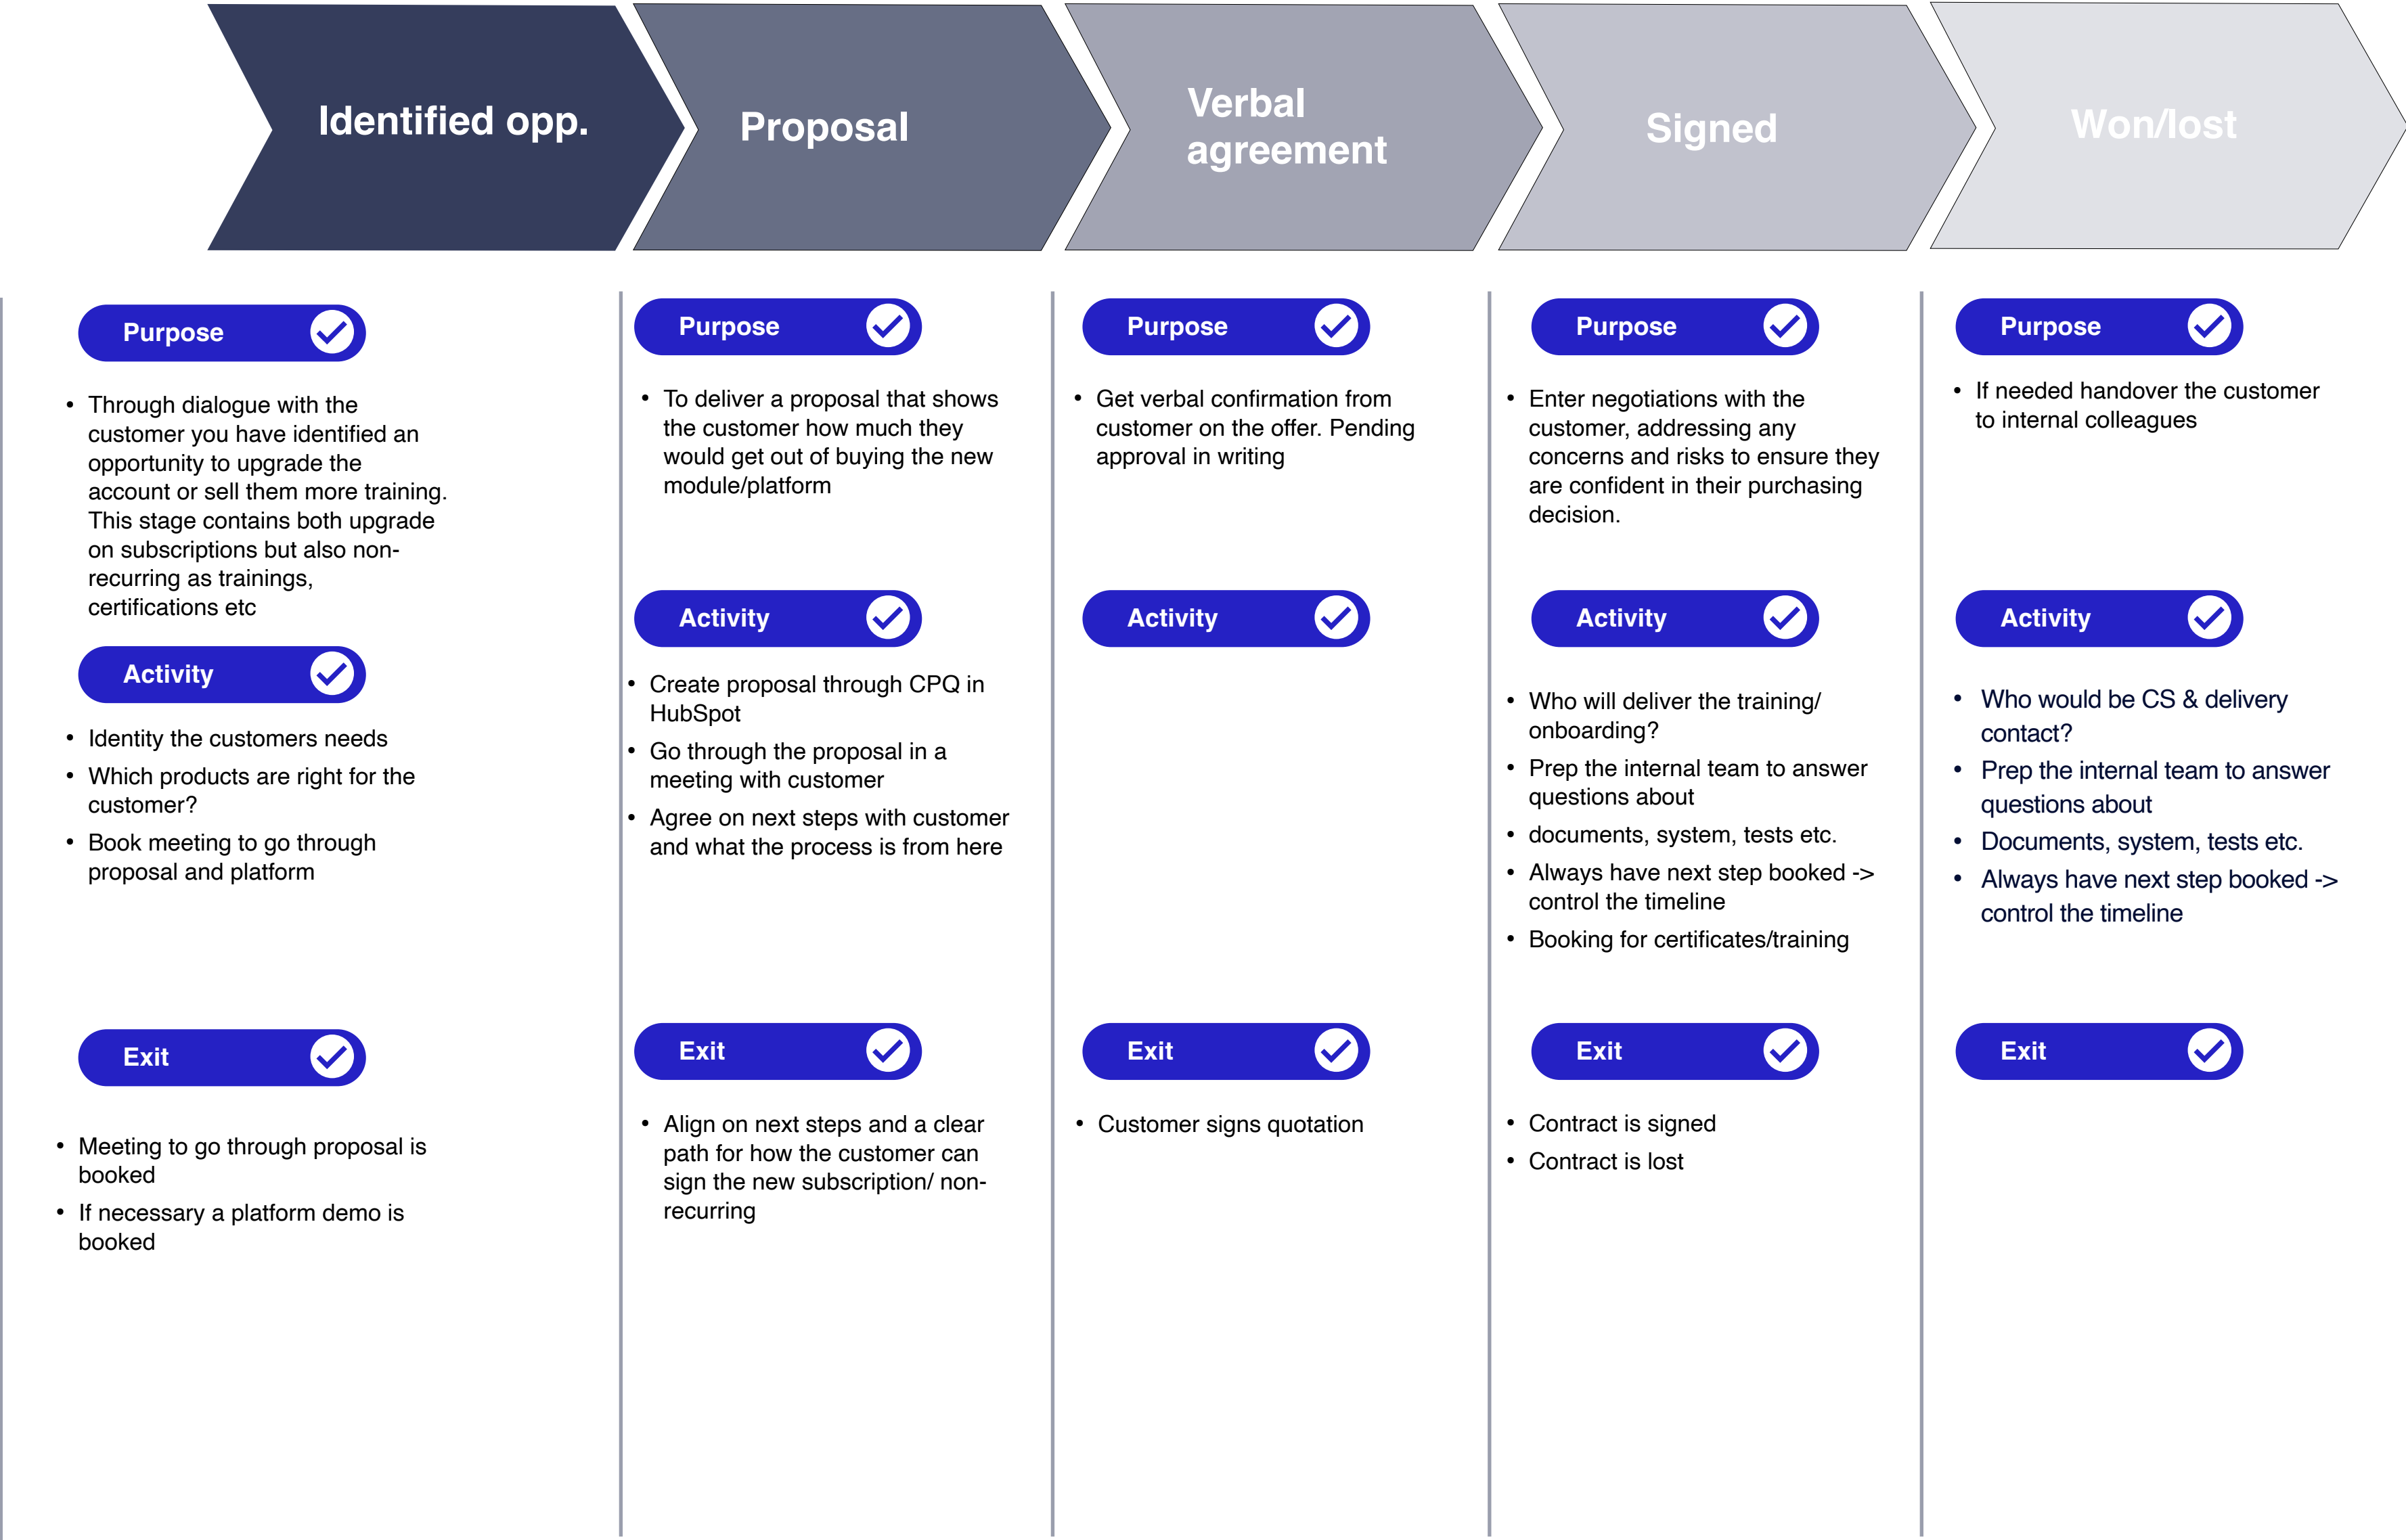 Identified opp.
Proposal
Verbal
agreement
Signed
Won/lost
Purpose
• Through dialogue with the
customer you have identified an
opportunity to upgrade the
account or sell them more training.
This stage contains both upgrade
on subscriptions but also non-
recurring as trainings,
certifications etc
Activity
• Identity the customers needs
• Which products are right for the
customer?
• Book meeting to go through
proposal and platform
Exit
• Meeting to go through proposal is
booked
• If necessary a platform demo is
booked
Purpose
• To deliver a proposal that shows
the customer how much they
would get out of buying the new
module/platform
Activity
• Create proposal through CPQ in
HubSpot
• Go through the proposal in a
meeting with customer
• Agree on next steps with customer
and what the process is from here
Exit
• Align on next steps and a clear
path for how the customer can
sign the new subscription/ non-
recurring
Purpose
• Get verbal confirmation from
customer on the offer. Pending
approval in writing
Activity
Exit
• Customer signs quotation
Purpose
• Enter negotiations with the
customer, addressing any
concerns and risks to ensure they
are confident in their purchasing
decision.
Activity
• Who will deliver the training/
onboarding?
• Prep the internal team to answer
questions about
• documents, system, tests etc.
• Always have next step booked ->
control the timeline
• Booking for certificates/training
Exit
• Contract is signed
• Contract is lost
Purpose
• If needed handover the customer
to internal colleagues
Activity
• Who would be CS & delivery
contact?
• Prep the internal team to answer
questions about
• Documents, system, tests etc.
• Always have next step booked ->
control the timeline
Exit